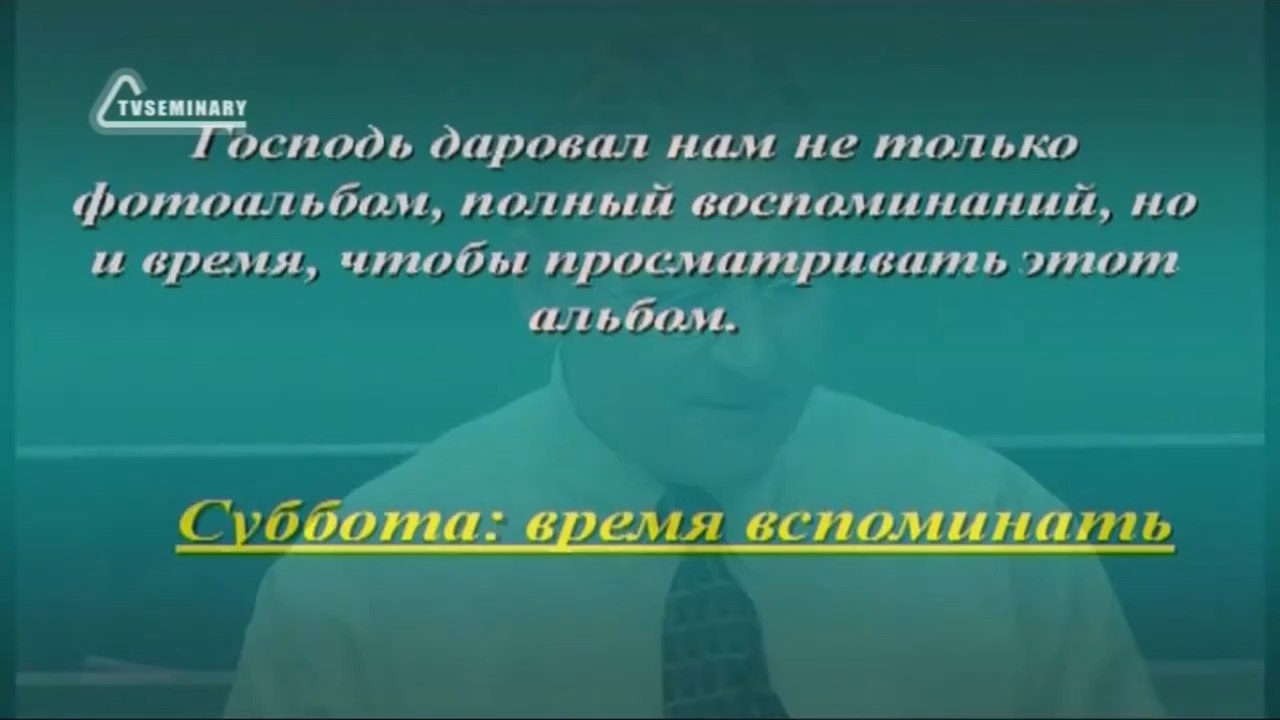 TVSEMINARY
Господь даровал нам не только
фотоальбом, полный воспоминаний, но
и время, чтобы просматривать этот
альбом.
Суббота: время вспоминать